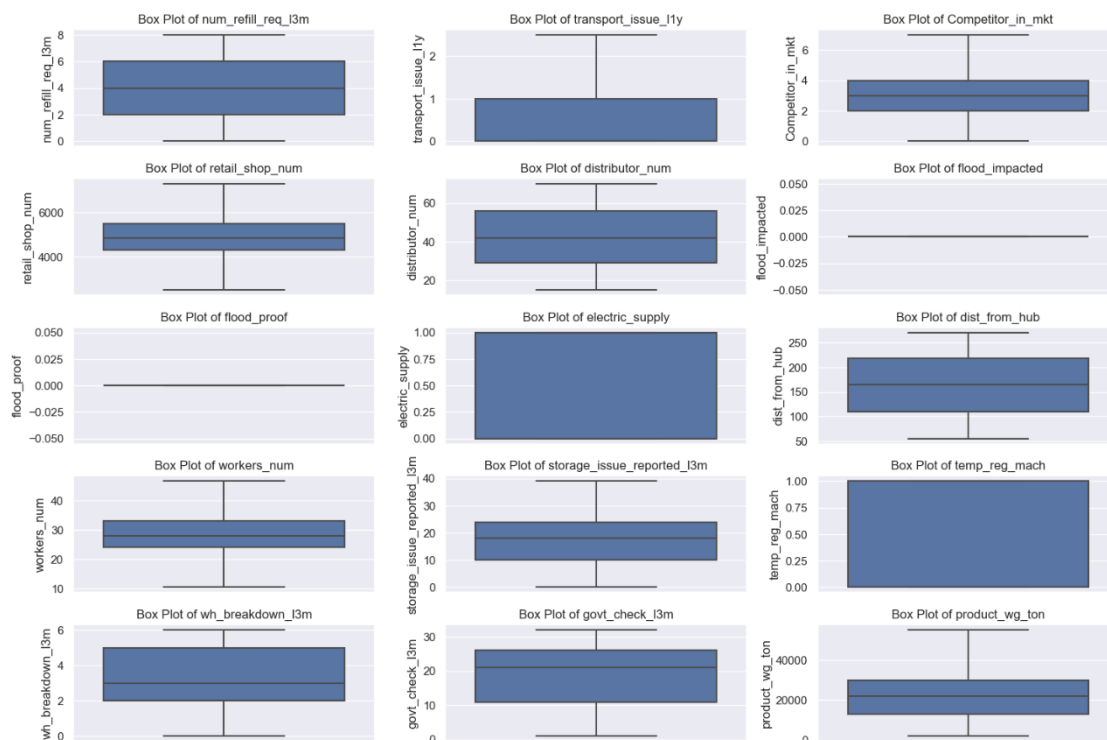 Box Plot of num_refill_req_l3m
num_refill_req_l3m
8
6
4
2
0
Box Plot of transport_issue_l1y
transport_issue_l1y
2
1
0
Box Plot of Competitor_in_mkt
Competitor_in_mkt
6
4
2
0
Box Plot of retail_shop_num
retail_shop_num
6000
4000
Box Plot of distributor_num
distributor_num
60
40
20
Box Plot of flood_impacted
flood_impacted
0.050
0.025
0.000
−0.025
−0.050
Box Plot of flood_proof
flood_proof
0.050
0.025
0.000
−0.025
−0.050
Box Plot of electric_supply
electric_supply
1.00
0.75
0.50
0.25
0.00
Box Plot of dist_from_hub
dist_from_hub
250
200
150
100
50
Box Plot of workers_num
workers_num
40
30
20
10
Box Plot of storage_issue_reported_l3m
storage_issue_reported_l3m
40
30
20
10
0
Box Plot of temp_reg_mach
temp_reg_mach
1.00
0.75
0.50
0.25
0.00
Box Plot of wh_breakdown_l3m
wh_breakdown_l3m
6
4
2
0
Box Plot of govt_check_l3m
govt_check_l3m
30
20
10
0
Box Plot of product_wg_ton
product_wg_ton
40000
20000
0